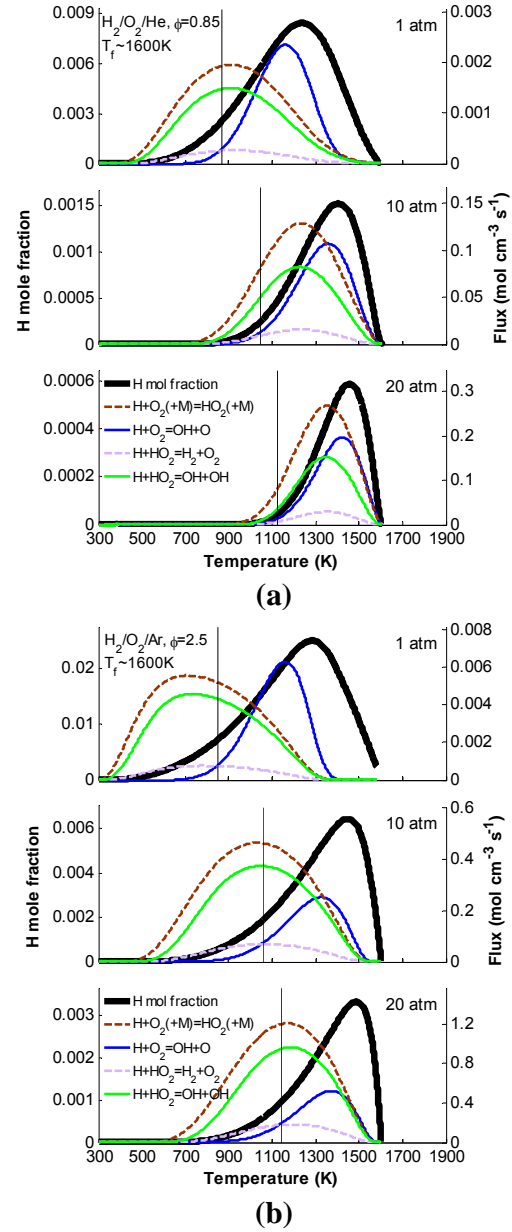 H₂/O₂/He, ϕ=0.85
T_f~1600K
1 atm
0.009
0.006
0.003
0
0.003
0.002
0.001
0
10 atm
0.0015
0.001
0.0005
0
0.15
0.1
0.05
0
H mole fraction
Flux (mol cm⁻³ s⁻¹)
20 atm
0.0006
0.0004
0.0002
0
0.3
0.2
0.1
0
H mol fraction
H+O₂(+M)=HO₂(+M)
H+O₂=OH+O
H+HO₂=H₂+O₂
H+HO₂=OH+OH
300 500 700 900 1100 1300 1500 1700 1900
Temperature (K)
(a)
H₂/O₂/Ar, ϕ=2.5
T_f~1600K
1 atm
0.02
0.01
0
0.008
0.006
0.004
0.002
0
10 atm
0.006
0.004
0.002
0
0.6
0.4
0.2
0
H mole fraction
Flux (mol cm⁻³ s⁻¹)
20 atm
0.003
0.002
0.001
0
1.2
0.8
0.4
0
H mol fraction
H+O₂(+M)=HO₂(+M)
H+O₂=OH+O
H+HO₂=H₂+O₂
H+HO₂=OH+OH
300 500 700 900 1100 1300 1500 1700 1900
Temperature (K)
(b)